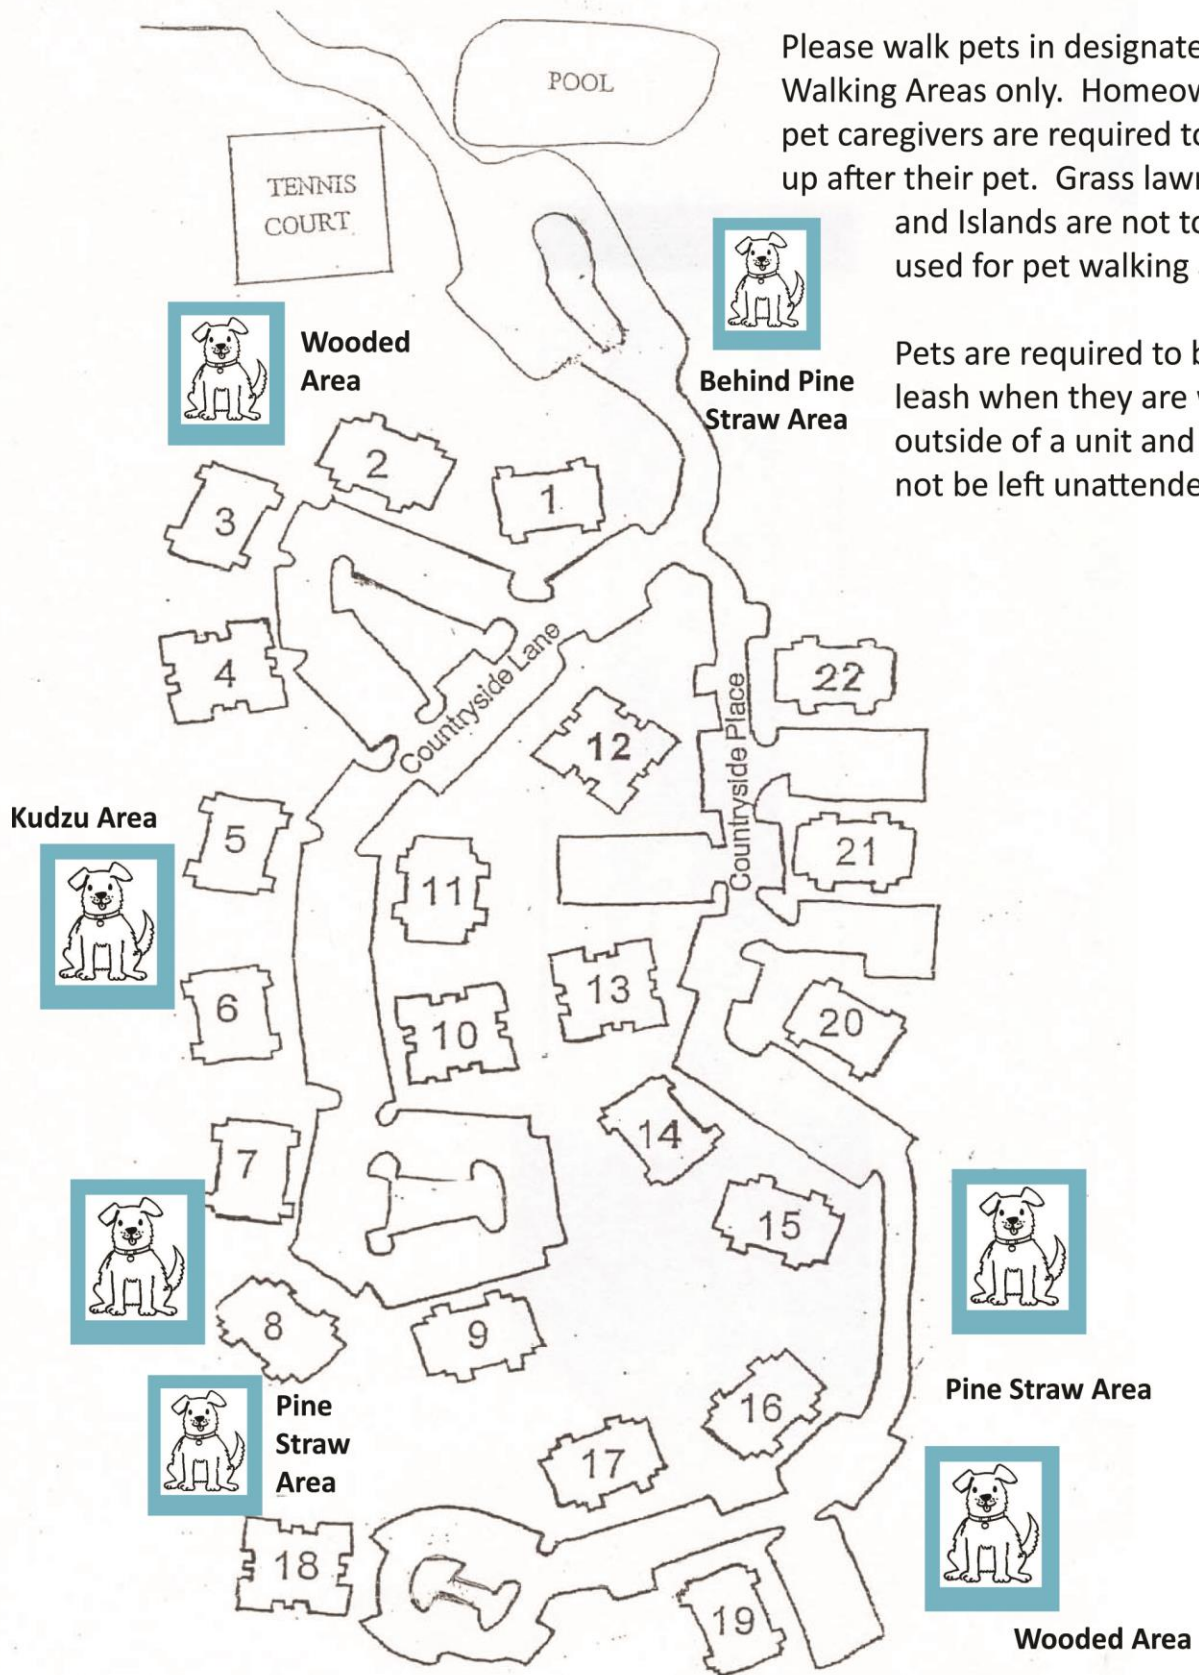 Please walk pets in designate
Walking Areas only. Homeow
pet caregivers are required to
up after their pet. Grass lawn
and Islands are not to
used for pet walking
Pets are required to b
leash when they are w
outside of a unit and
not be left unattende
POOL
TENNIS
COURT
Wooded
Area
Behind Pine
Straw Area
2
1
3
4
Countryside Lane
22
12
Countryside Place
Kudzu Area
5
21
11
6
10
13
20
14
7
15
8
9
Pine Straw Area
Pine
Straw
Area
16
17
18
19
Wooded Area